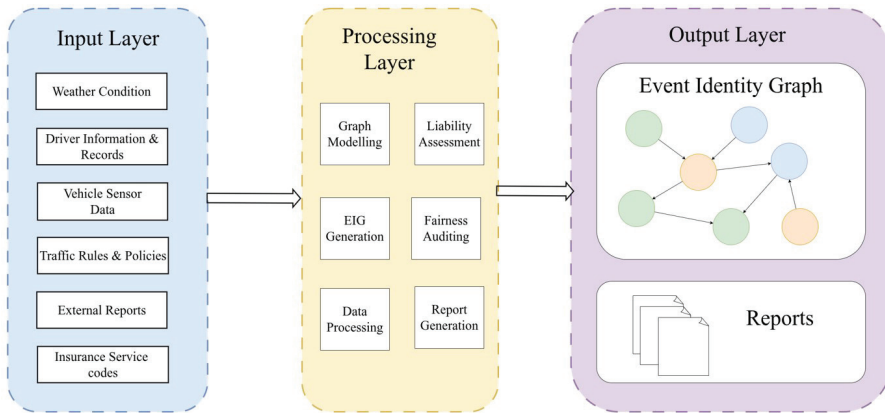 Input Layer
Weather Condition
Driver Information &
Records
Vehicle Sensor
Data
Traffic Rules & Policies
External Reports
Insurance Service
codes
Processing
Layer
Graph
Modelling
Liability
Assessment
EIG
Generation
Fairness
Auditing
Data
Processing
Report
Generation
Output Layer
Event Identity Graph
Reports